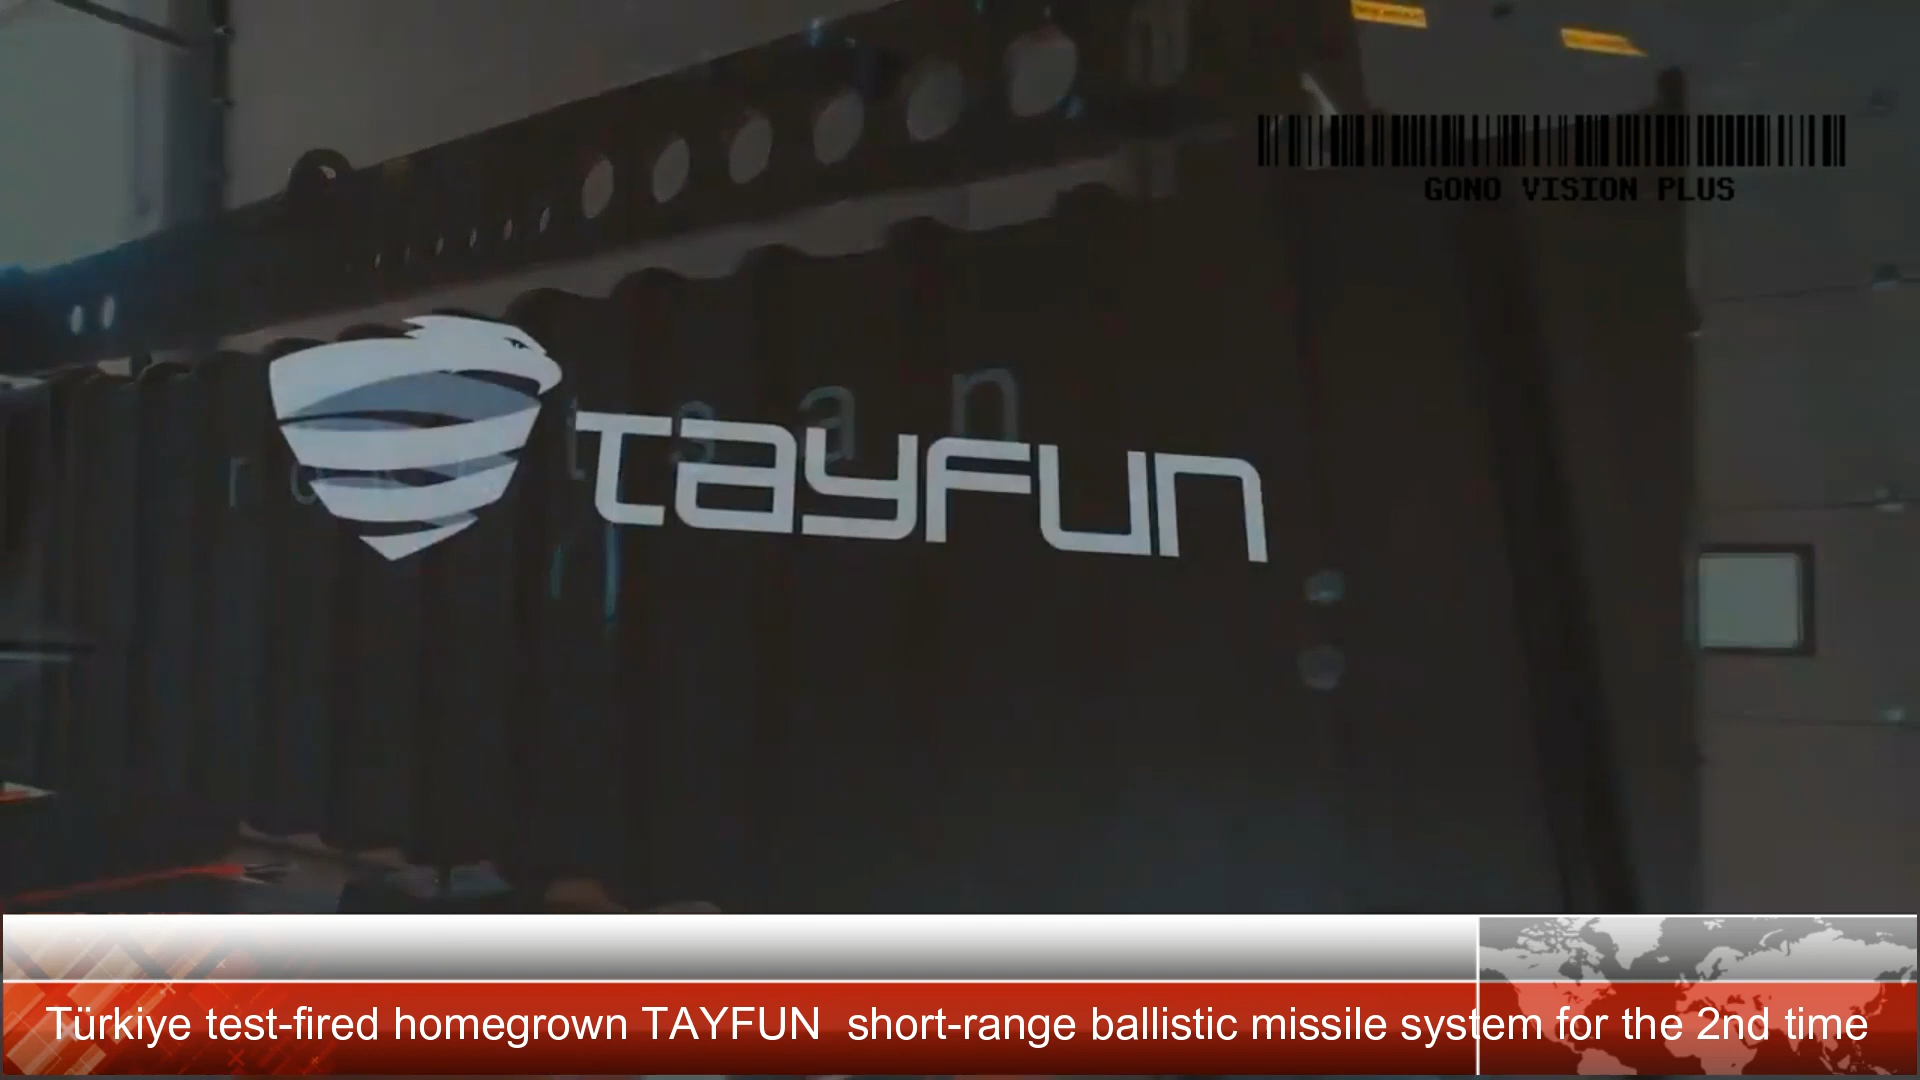 GONO VISION PLUS
TAYFUN
Türkiye test-fired homegrown TAYFUN short-range ballistic missile system for the 2nd time